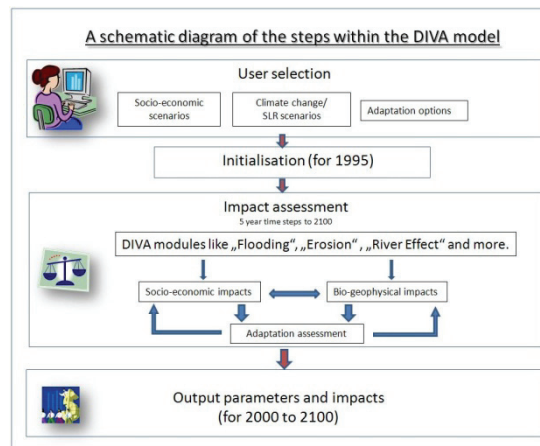 A schematic diagram of the steps within the DIVA model
User selection
Socio-economic
scenarios
Climate change/
SLR scenarios
Adaptation options
Initialisation (for 1995)
Impact assessment
5 year time steps to 2100
DIVA modules like „Flooding“, „Erosion“, „River Effect“ and more.
Socio-economic impacts
Bio-geophysical impacts
Adaptation assessment
Output parameters and impacts
(for 2000 to 2100)